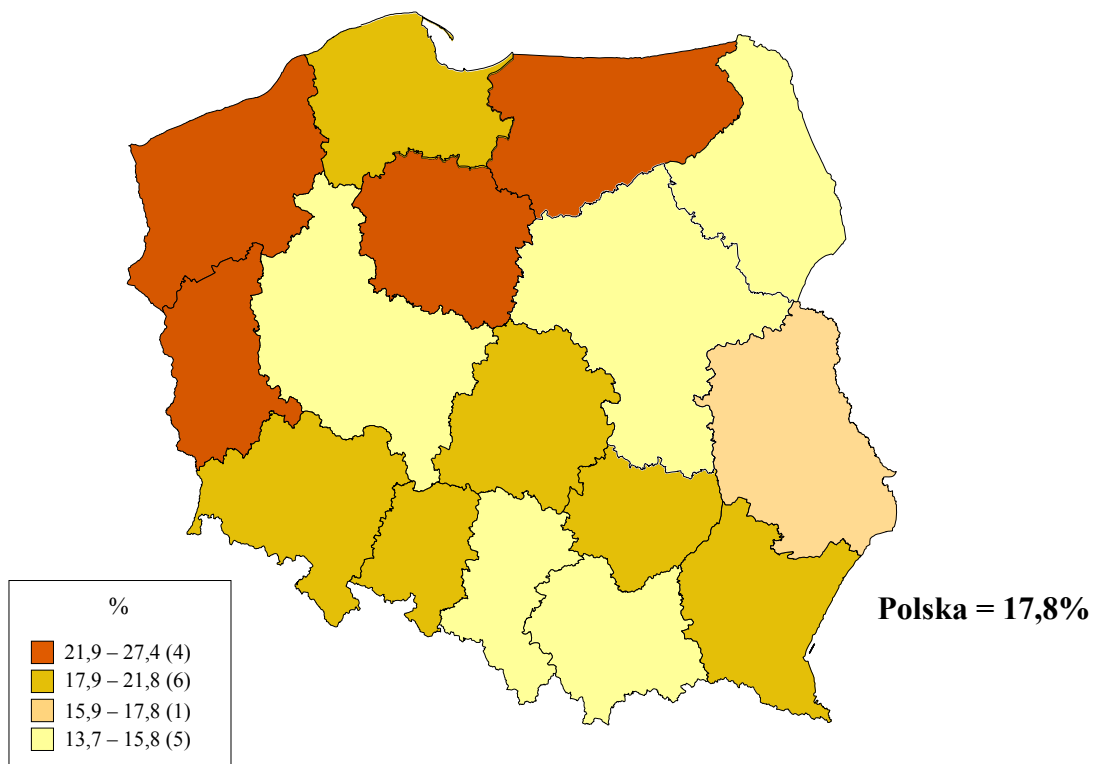 Polska = 17,8%
%
21,9 – 27,4 (4)
17,9 – 21,8 (6)
15,9 – 17,8 (1)
13,7 – 15,8 (5)